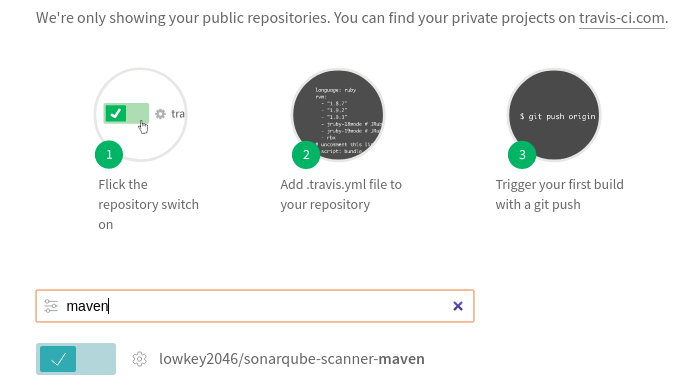 We're only showing your public repositories. You can find your private projects on travis-ci.com.
tra
language: ruby
rvm:
- "1.8.7"
- "1.9.2"
- "1.9.3"
- jruby-18mode # JRu
- jruby-19mode # JRu
- rbx
# uncomment this li
script: bundle
$ git push origin
1
2
3
Flick the
repository switch
on
Add .travis.yml file to
your repository
Trigger your first build
with a git push
maven
lowkey2046/sonarqube-scanner-maven